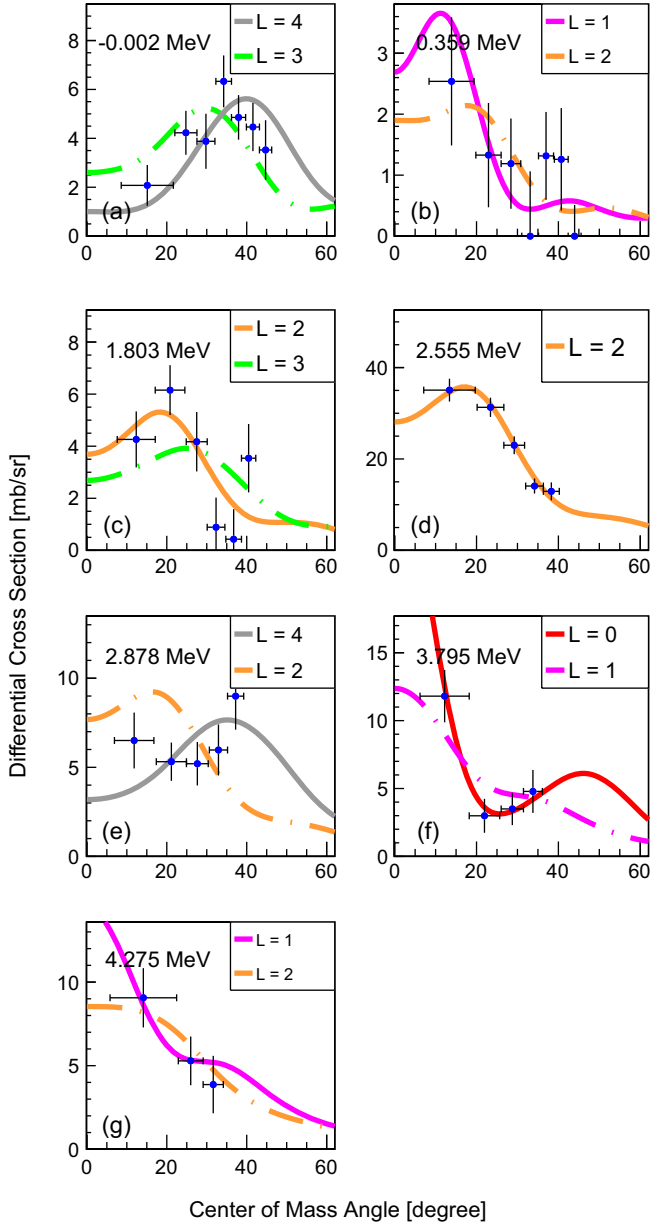 -0.002 MeV
L = 4
L = 3
(a)
8
6
4
2
0
0 20 40 60
0.359 MeV
L = 1
L = 2
(b)
3
2
1
0
0 20 40 60
1.803 MeV
L = 2
L = 3
(c)
8
6
4
2
0
0 20 40 60
2.555 MeV
L = 2
(d)
40
20
0
0 20 40 60
2.878 MeV
L = 4
L = 2
(e)
10
5
0
0 20 40 60
3.795 MeV
L = 0
L = 1
(f)
15
10
5
0
0 20 40 60
4.275 MeV
L = 1
L = 2
(g)
10
5
0
0 20 40 60
Differential Cross Section [mb/sr]
Center of Mass Angle [degree]